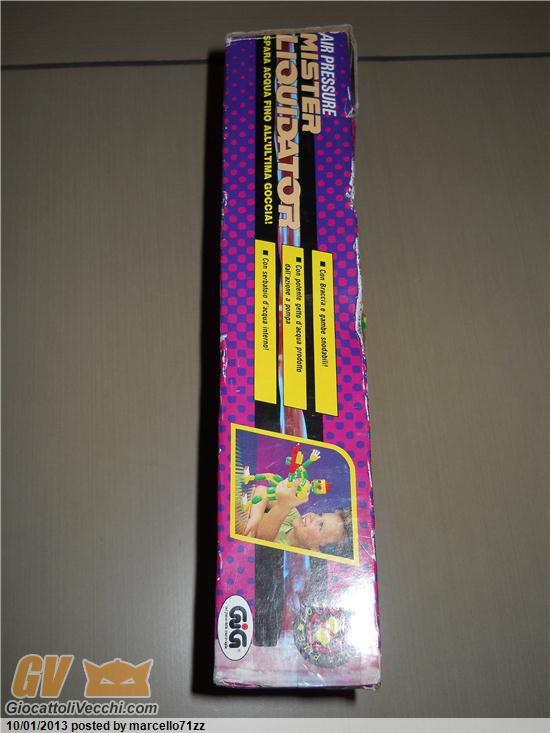 AIR PRESSURE
MISTER
LIQUIDATOR
SPARA ACQUA FINO ALL'ULTIMA GOCCIA!
■ Con Braccia e gambe snodabili!
■ Con potente getto d'acqua prodotto
dall'azione a pompa
■ Con serbatoio d'acqua interno!
GiG
GV
GiocattoliVecchi.com
10/01/2013 posted by marcello71zz